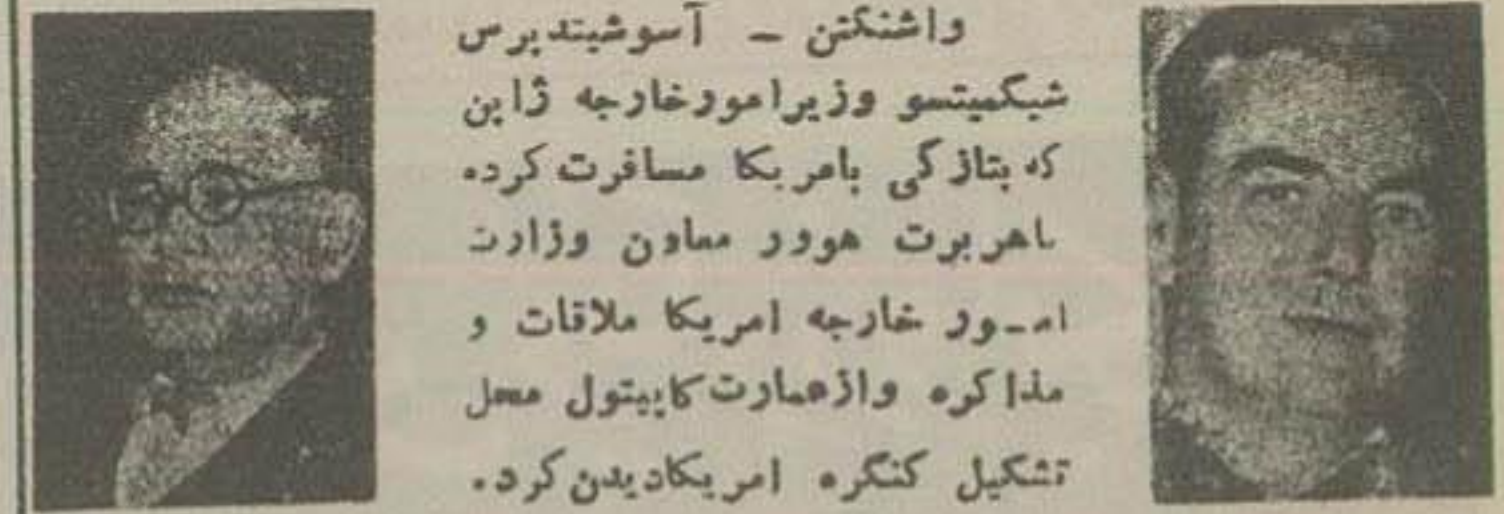 واشنگتن ـ آسوشیتدپرس
شیگمیتسو وزیرامورخارجه ژاپن
که بتازگی بامریکا مسافرت کرده
باهربرت هوور معاون وزارت
امـور خارجه امریکا ملاقات و
مذاکره وازعمارت کاپیتول محل
تشکیل کنگره امریکادیدن کرد.